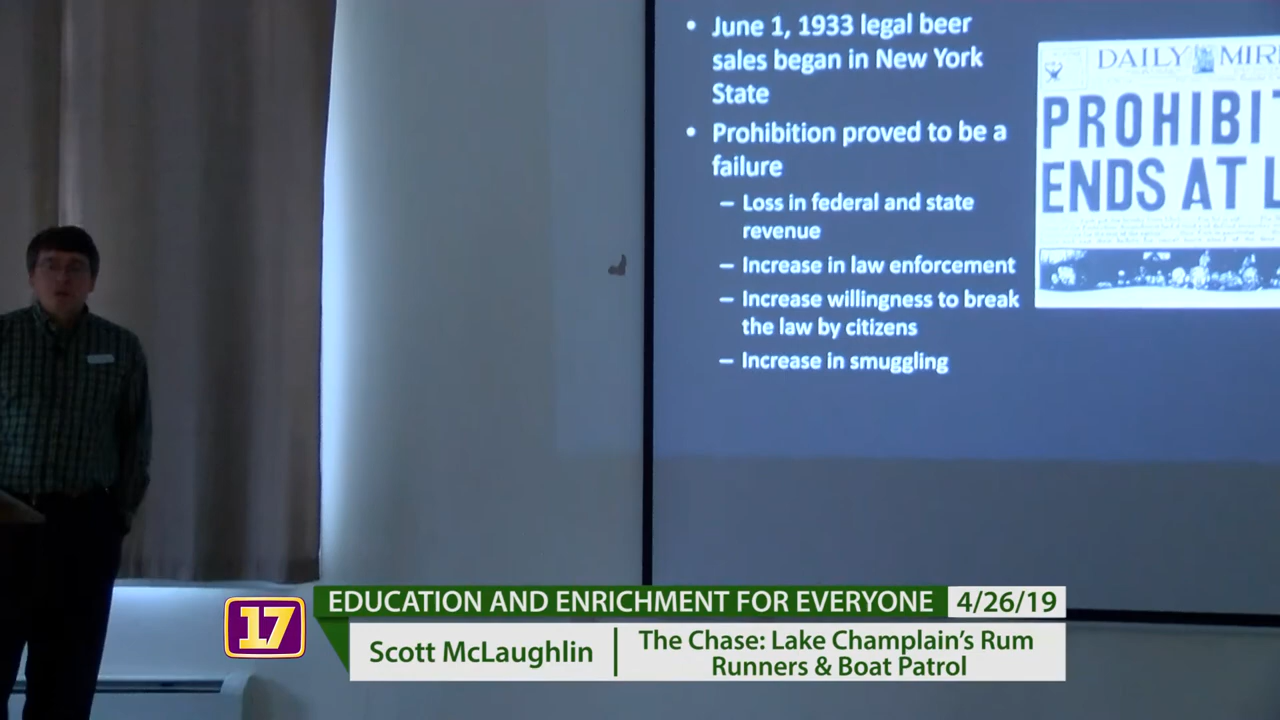 • June 1, 1933 legal beer
sales began in New York
State
• Prohibition proved to be a
failure
– Loss in federal and state
revenue
– Increase in law enforcement
– Increase willingness to break
the law by citizens
– Increase in smuggling
DAILY MIR
PROHIBIT
ENDS AT L
17
EDUCATION AND ENRICHMENT FOR EVERYONE 4/26/19
Scott McLaughlin
The Chase: Lake Champlain's Rum
Runners & Boat Patrol